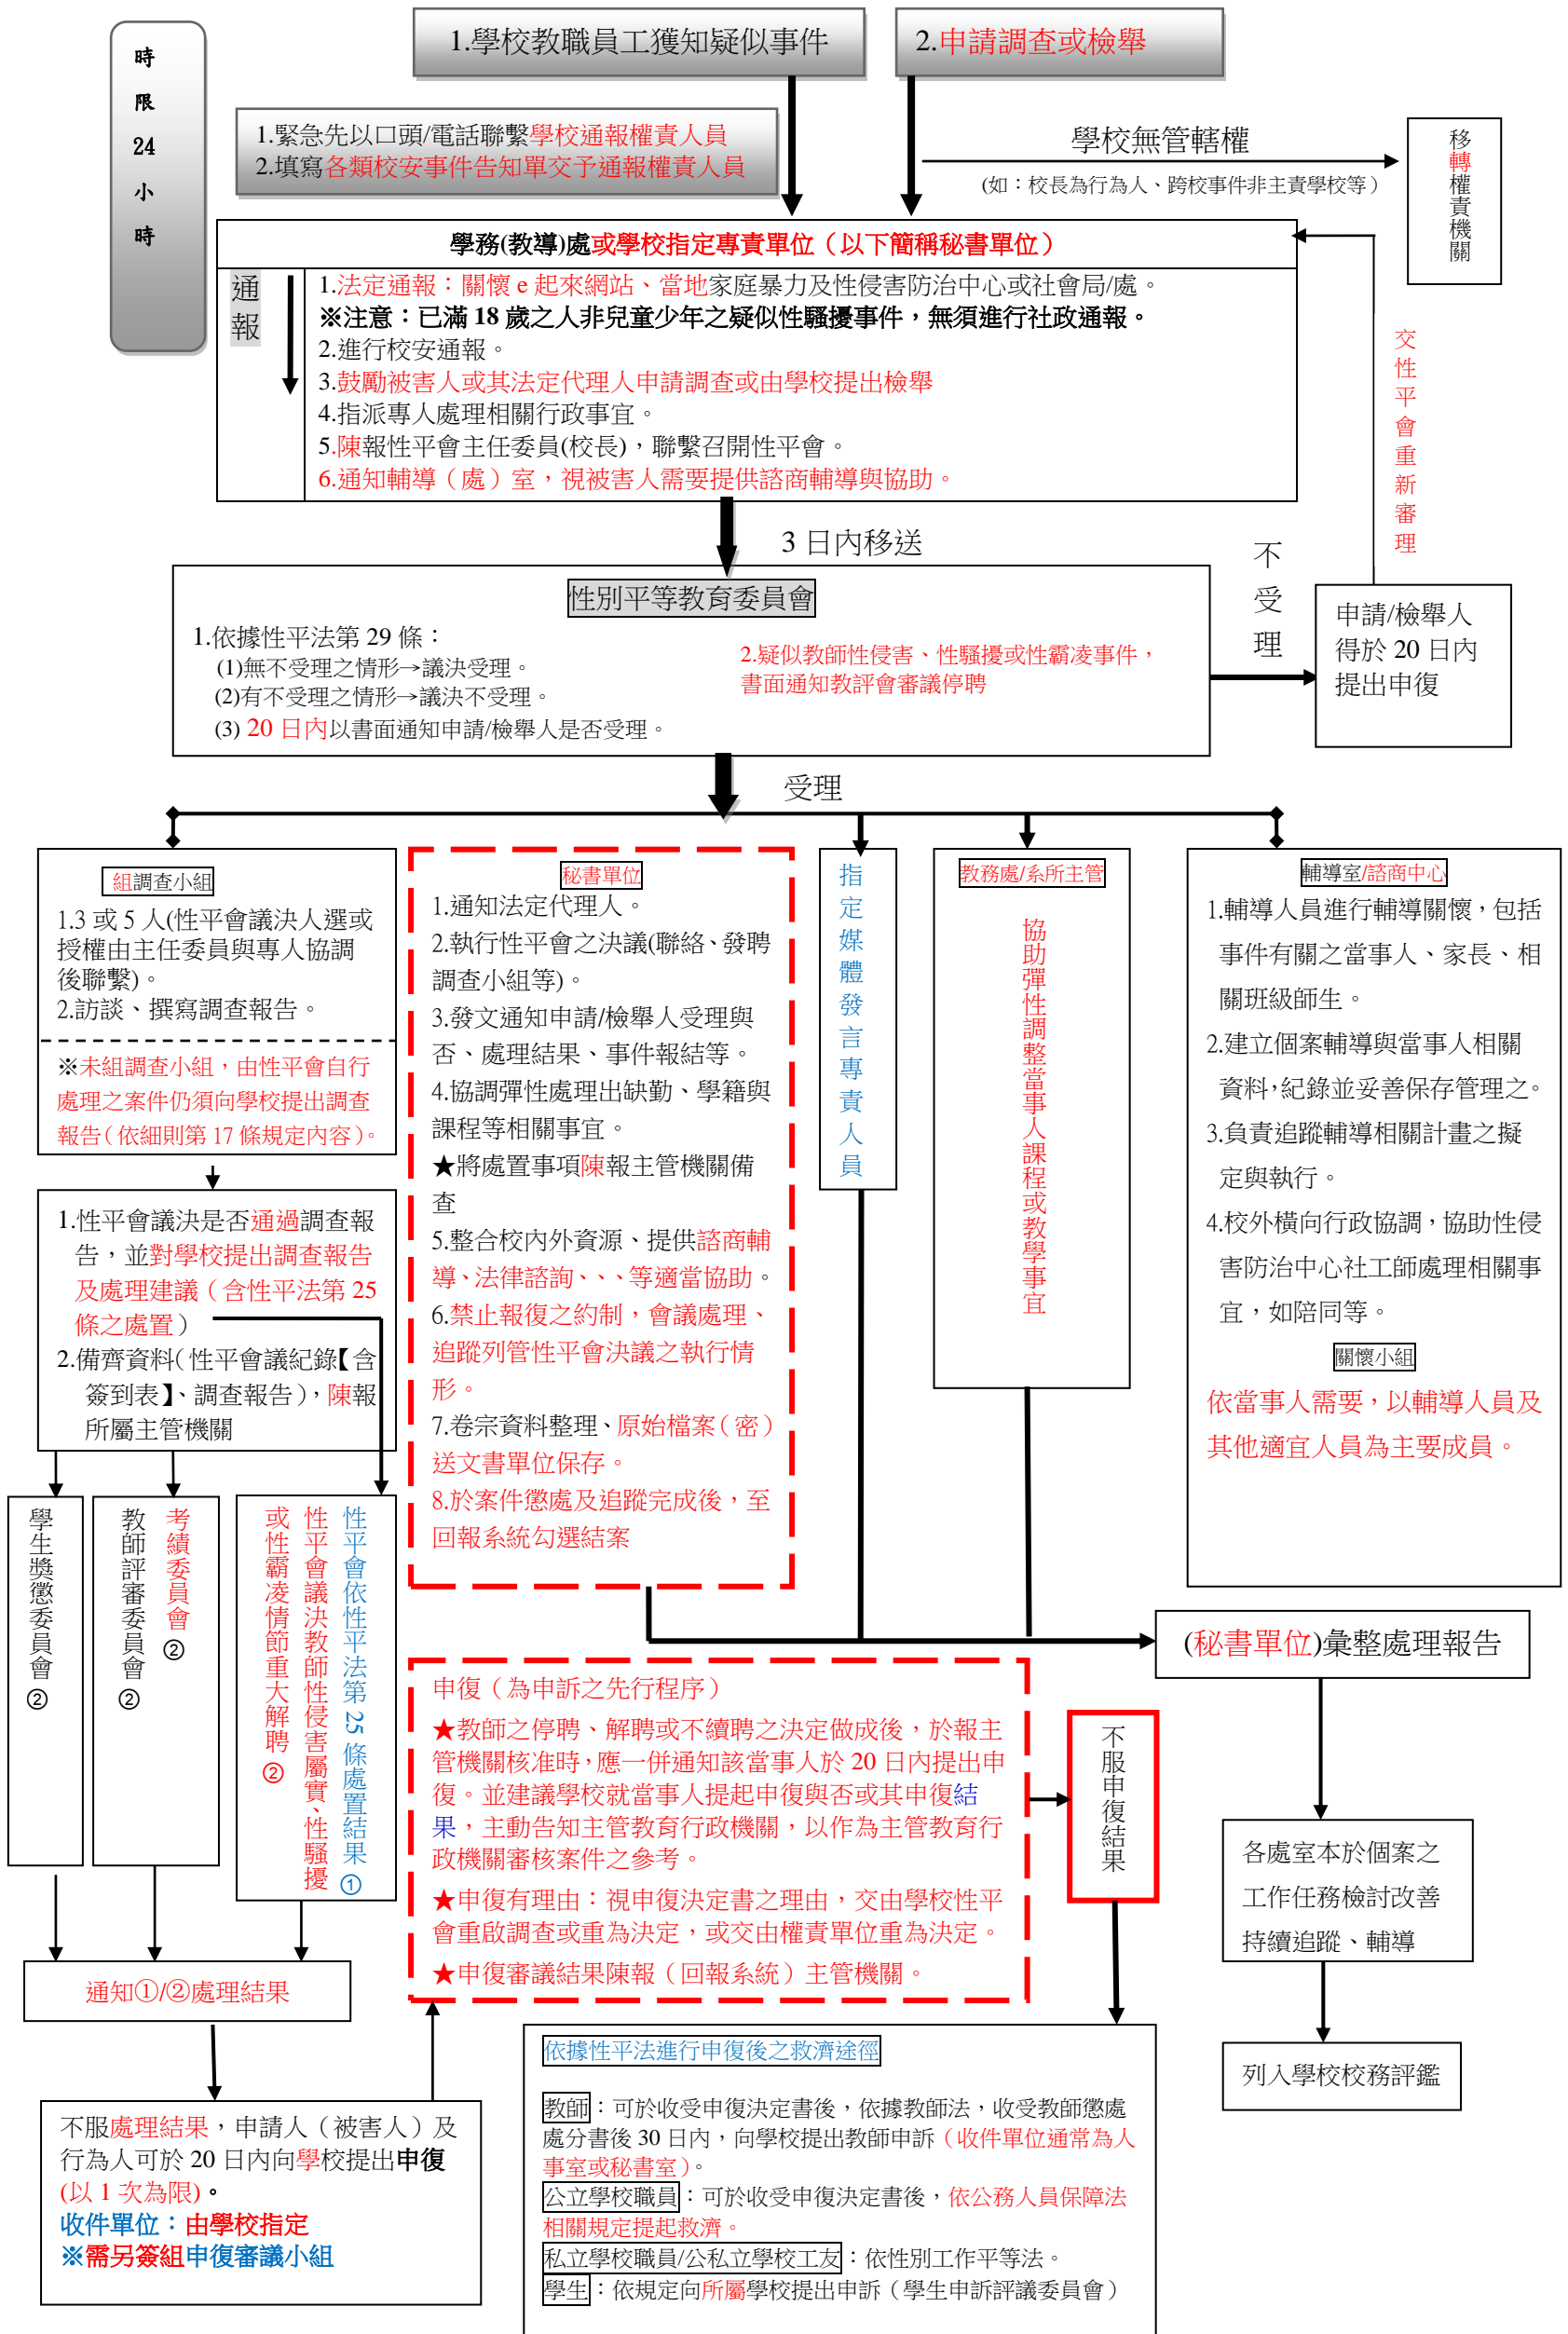 時
限
24
小
時
1.學校教職員工獲知疑似事件
2.申請調查或檢舉
1.緊急先以口頭/電話聯繫學校通報權責人員
2.填寫各類校安事件告知單交予通報權責人員
學校無管轄權
(如：校長為行為人、跨校事件非主責學校等）
移轉權責機關
學務(教導)處或學校指定專責單位（以下簡稱秘書單位）
通報
1.法定通報：關懷 e 起來網站、當地家庭暴力及性侵害防治中心或社會局/處。
※注意：已滿 18 歲之人非兒童少年之疑似性騷擾事件，無須進行社政通報。
2.進行校安通報。
3.鼓勵被害人或其法定代理人申請調查或由學校提出檢舉
4.指派專人處理相關行政事宜。
5.陳報性平會主任委員(校長)，聯繫召開性平會。
6.通知輔導（處）室，視被害人需要提供諮商輔導與協助。
交性平會重新審理
3 日內移送
性別平等教育委員會
1.依據性平法第 29 條：
(1)無不受理之情形→議決受理。
(2)有不受理之情形→議決不受理。
(3) 20 日內以書面通知申請/檢舉人是否受理。
2.疑似教師性侵害、性騷擾或性霸凌事件，
書面通知教評會審議停聘
不受理
申請/檢舉人
得於 20 日內
提出申復
受理
組調查小組
1.3 或 5 人(性平會議決人選或
授權由主任委員與專人協調
後聯繫)。
2.訪談、撰寫調查報告。
※未組調查小組，由性平會自行
處理之案件仍須向學校提出調查
報告（依細則第 17 條規定內容）。
秘書單位
1.通知法定代理人。
2.執行性平會之決議(聯絡、發聘
調查小組等)。
3.發文通知申請/檢舉人受理與
否、處理結果、事件報結等。
4.協調彈性處理出缺勤、學籍與
課程等相關事宜。
★將處置事項陳報主管機關備
查
5.整合校內外資源、提供諮商輔
導、法律諮詢、、、等適當協助。
6.禁止報復之約制，會議處理、
追蹤列管性平會決議之執行情
形。
7.卷宗資料整理、原始檔案（密）
送文書單位保存。
8.於案件懲處及追蹤完成後，至
回報系統勾選結案
指定媒體發言專責人員
教務處/系所主管
協助彈性調整當事人課程或教學事宜
輔導室/諮商中心
1.輔導人員進行輔導關懷，包括
事件有關之當事人、家長、相
關班級師生。
2.建立個案輔導與當事人相關
資料，紀錄並妥善保存管理之。
3.負責追蹤輔導相關計畫之擬
定與執行。
4.校外橫向行政協調，協助性侵
害防治中心社工師處理相關事
宜，如陪同等。
關懷小組
依當事人需要，以輔導人員及
其他適宜人員為主要成員。
1.性平會議決是否通過調查報
告，並對學校提出調查報告
及處理建議（含性平法第 25
條之處置）
2.備齊資料（性平會議紀錄【含
簽到表】、調查報告），陳報
所屬主管機關
學生獎懲委員會②
考績委員會②
教師評審委員會②
性平會依性平法第 25 條處置結果①
性平會議決教師性侵害屬實、性騷擾
或性霸凌情節重大解聘②
(秘書單位)彙整處理報告
申復（為申訴之先行程序）
★教師之停聘、解聘或不續聘之決定做成後，於報主
管機關核准時，應一併通知該當事人於 20 日內提出申
復。並建議學校就當事人提起申復與否或其申復結
果，主動告知主管教育行政機關，以作為主管教育行
政機關審核案件之參考。
★申復有理由：視申復決定書之理由，交由學校性平
會重啟調查或重為決定，或交由權責單位重為決定。
★申復審議結果陳報（回報系統）主管機關。
不服申復結果
各處室本於個案之
工作任務檢討改善
持續追蹤、輔導
列入學校校務評鑑
通知①/②處理結果
不服處理結果，申請人（被害人）及
行為人可於 20 日內向學校提出申復
(以 1 次為限)。
收件單位：由學校指定
※需另簽組申復審議小組
依據性平法進行申復後之救濟途徑
教師：可於收受申復決定書後，依據教師法，收受教師懲處
處分書後 30 日內，向學校提出教師申訴（收件單位通常為人
事室或秘書室）。
公立學校職員：可於收受申復決定書後，依公務人員保障法
相關規定提起救濟。
私立學校職員/公私立學校工友：依性別工作平等法。
學生：依規定向所屬學校提出申訴（學生申訴評議委員會）